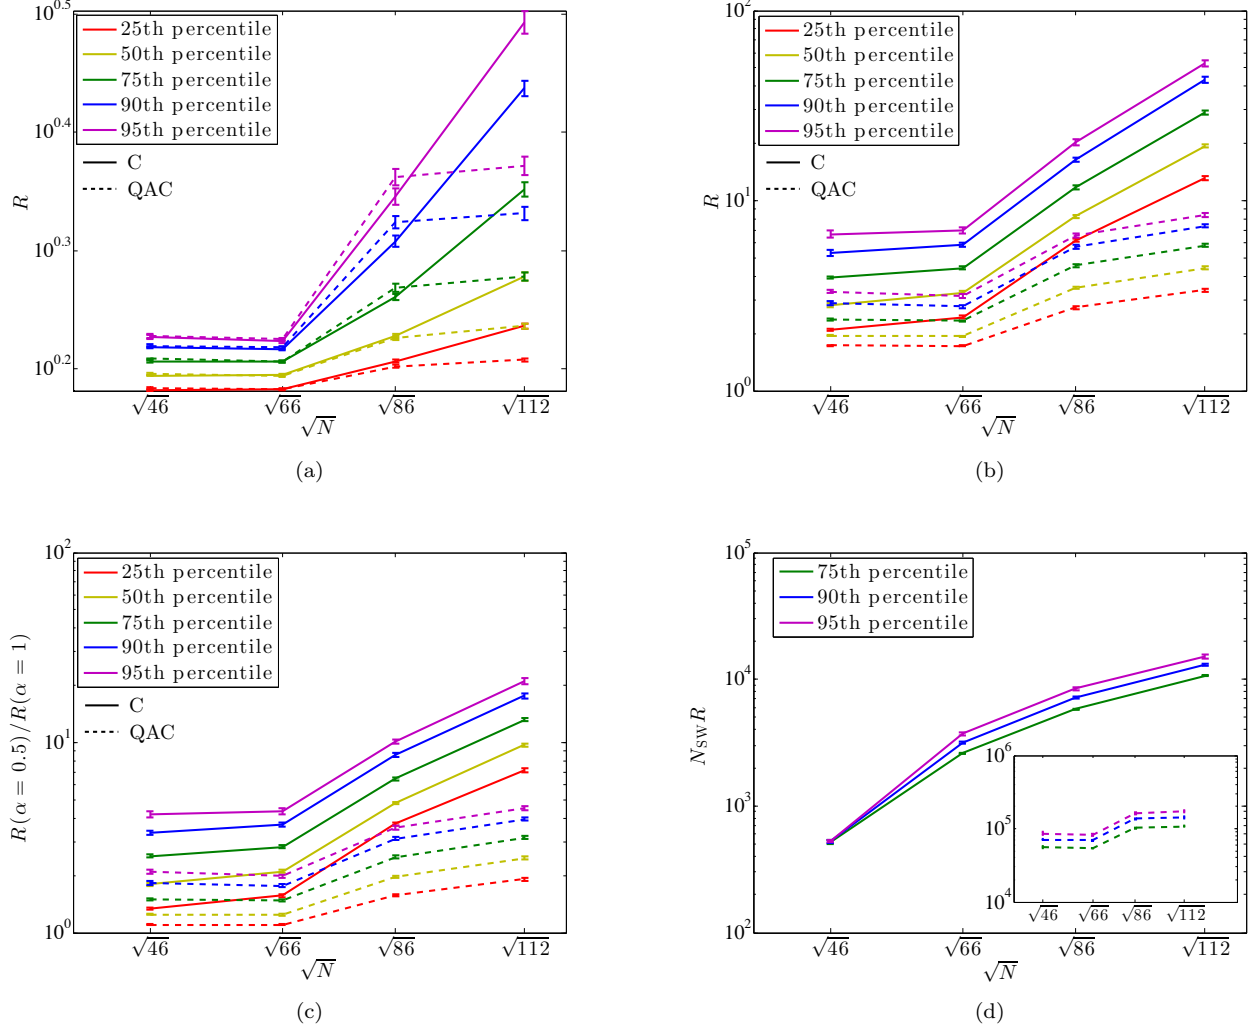 10^0.5
10^0.4
10^0.3
10^0.2
R
25th percentile
50th percentile
75th percentile
90th percentile
95th percentile
C
QAC
√46 √66 √86 √112
√N
(a)
10^2
10^1
10^0
R
25th percentile
50th percentile
75th percentile
90th percentile
95th percentile
C
QAC
√46 √66 √86 √112
√N
(b)
10^2
10^1
10^0
R(α = 0.5)/R(α = 1)
25th percentile
50th percentile
75th percentile
90th percentile
95th percentile
C
QAC
√46 √66 √86 √112
√N
(c)
10^5
10^4
10^3
10^2
N_SW R
75th percentile
90th percentile
95th percentile
10^6
10^5
10^4
√46 √66 √86 √112
√46 √66 √86 √112
√N
(d)